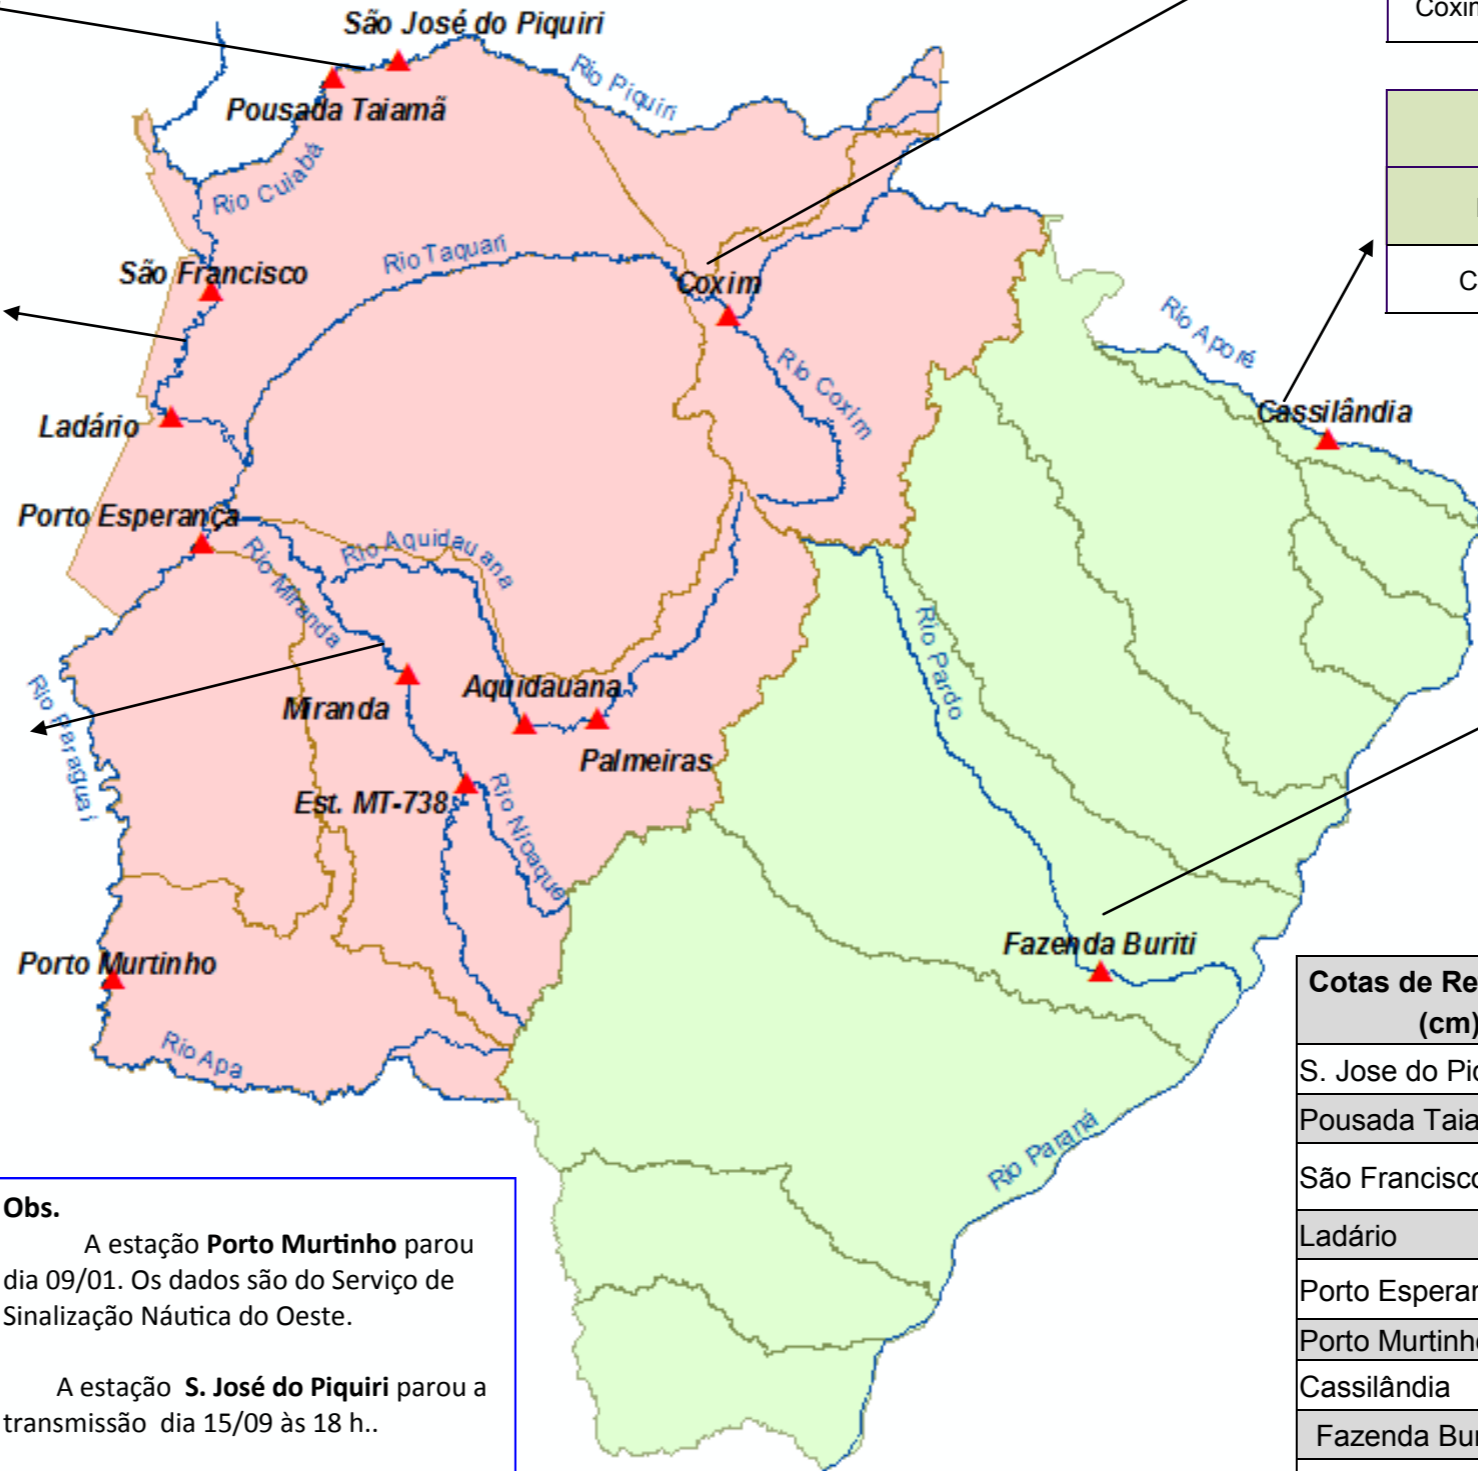 São José do Piquiri
Rio Piquiri
Pousada Taiamã
Rio Cuiabá
Rio Taquari
São Francisco
Coxim
Rio Aporé
Rio Coxim
Cassilândia
Ladário
Porto Esperança
Rio Aquidauana
Rio Miranda
Rio Pardo
Rio Paraguai
Miranda
Aquidauana
Palmeiras
Est. MT-738
Rio Nioaque
Fazenda Buriti
Porto Murtinho
Rio Apa
Rio Paraná
Obs.
A estação Porto Murtinho parou
dia 09/01. Os dados são do Serviço de
Sinalização Náutica do Oeste.
A estação S. José do Piquiri parou a
transmissão dia 15/09 às 18 h..
Cotas de Re
(cm)
S. Jose do Pi
Pousada Taia
São Francisco
Ladário
Porto Espera
Porto Murtinho
Cassilândia
Fazenda Bu